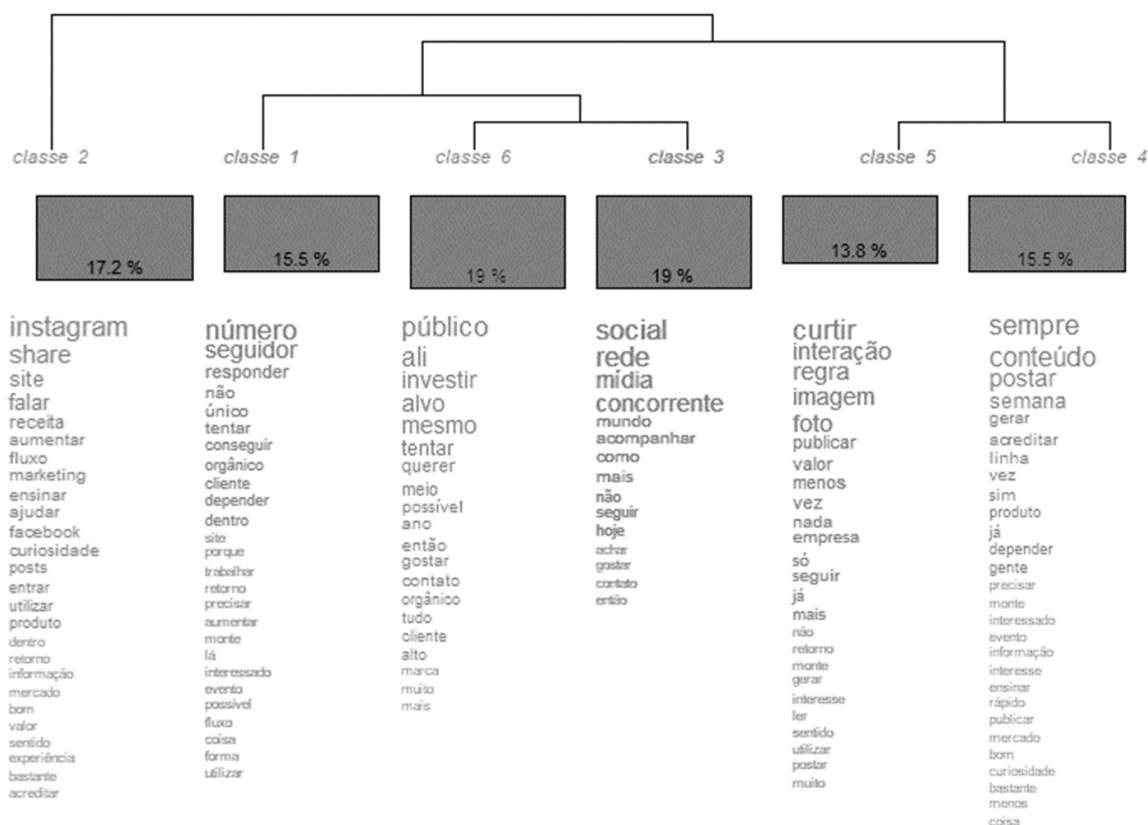 classe 2
classe 1
classe 6
classe 3
classe 5
classe 4
17.2 %
15.5 %
19 %
19 %
13.8 %
15.5 %
instagram
share
site
falar
receita
aumentar
fluxo
marketing
ensinar
ajudar
facebook
curiosidade
posts
entrar
utilizar
produto
dentro
retorno
informação
mercado
bom
valor
sentido
experiência
bastante
acreditar
número
seguidor
responder
não
único
tentar
conseguir
orgânico
cliente
depender
dentro
site
porque
trabalhar
retorno
precisar
aumentar
monte
lá
interessado
evento
possível
fluxo
coisa
forma
utilizar
público
ali
investir
alvo
mesmo
tentar
querer
meio
possível
ano
então
gostar
contato
orgânico
tudo
cliente
alto
marca
muito
mais
social
rede
mídia
concorrente
mundo
acompanhar
como
mais
não
seguir
hoje
achar
gostar
contato
então
curtir
interação
regra
imagem
foto
publicar
valor
menos
vez
nada
empresa
só
seguir
já
mais
não
retorno
monte
gerar
interesse
ler
sentido
utilizar
postar
muito
sempre
conteúdo
postar
semana
gerar
acreditar
linha
vez
sim
produto
já
depender
gente
precisar
monte
interessado
evento
informação
interesse
ensinar
rápido
publicar
mercado
bom
curiosidade
bastante
menos
coisa